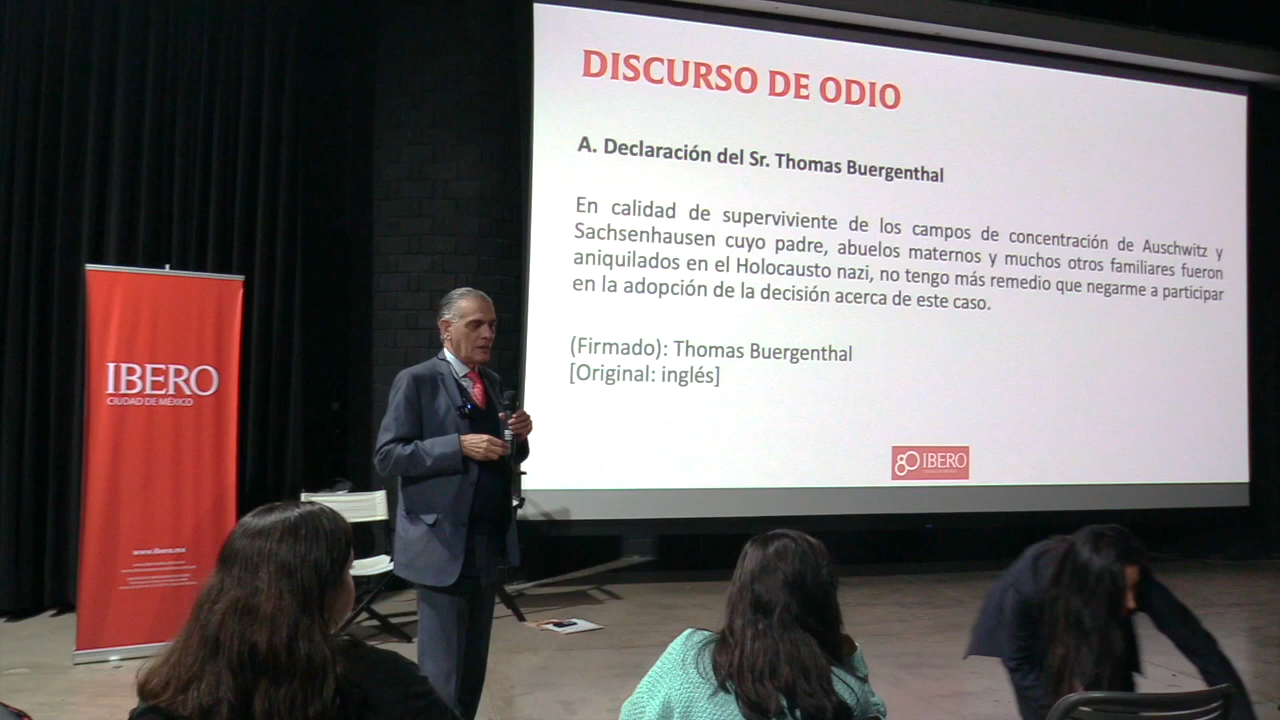 DISCURSO DE ODIO
A. Declaración del Sr. Thomas Buergenthal
En calidad de superviviente de los campos de concentración de Auschwitz y
Sachsenhausen cuyo padre, abuelos maternos y muchos otros familiares fueron
aniquilados en el Holocausto nazi, no tengo más remedio que negarme a participar
en la adopción de la decisión acerca de este caso.
(Firmado): Thomas Buergenthal
[Original: inglés]
80 IBERO
IBERO
CIUDAD DE MÉXICO
www.ibero.mx